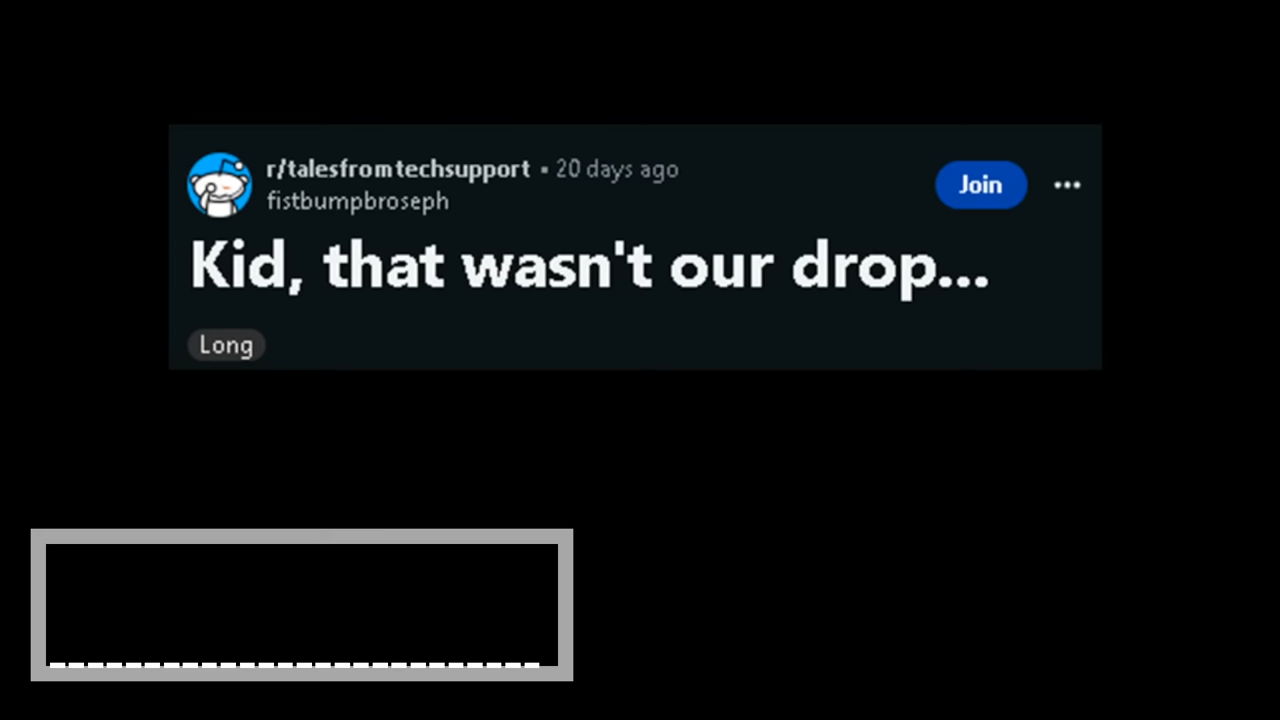 r/talesfromtechsupport • 20 days ago
fistbumpbroseph
Join
Kid, that wasn't our drop...
Long